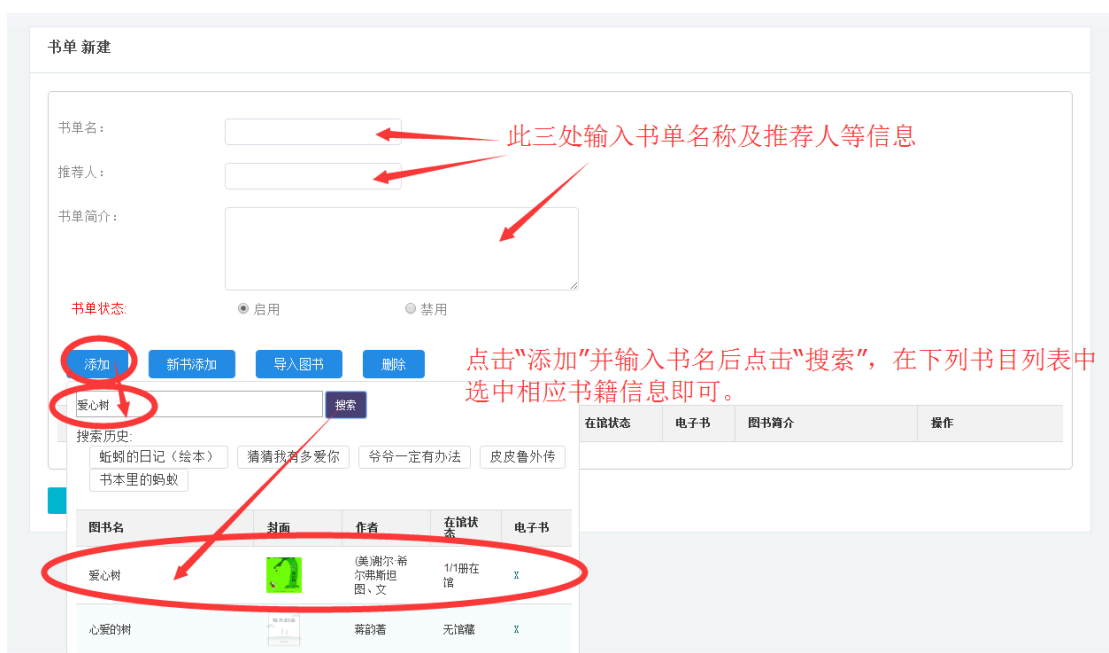 书单 新建
书单名：
此三处输入书单名称及推荐人等信息
推荐人：
书单简介：
书单状态:
启用
禁用
添加
新书添加
导入图书
删除
点击“添加”并输入书名后点击“搜索”，在下列书目列表中
选中相应书籍信息即可。
爱心树
搜索
在馆状态
电子书
图书简介
操作
搜索历史:
蚯蚓的日记（绘本）
猜猜我有多爱你
爷爷一定有办法
皮皮鲁外传
书本里的蚂蚁
图书名
封面
作者
在馆状
态
电子书
爱心树
(美)谢尔·希
尔弗斯坦
图、文
1/1册在
馆
X
心爱的树
蒋韵著
无馆藏
X